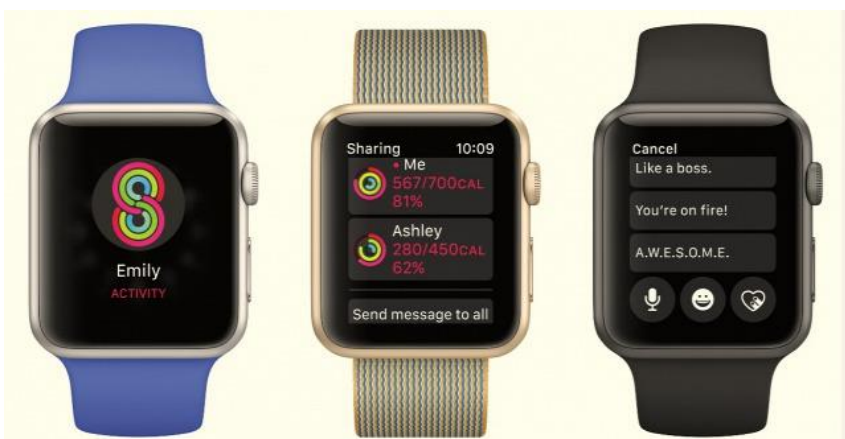 Emily
ACTIVITY
Sharing 10:09
• Me
567/700CAL
81%
Ashley
280/450CAL
62%
Send message to all
Cancel
Like a boss.
You're on fire!
A.W.E.S.O.M.E.